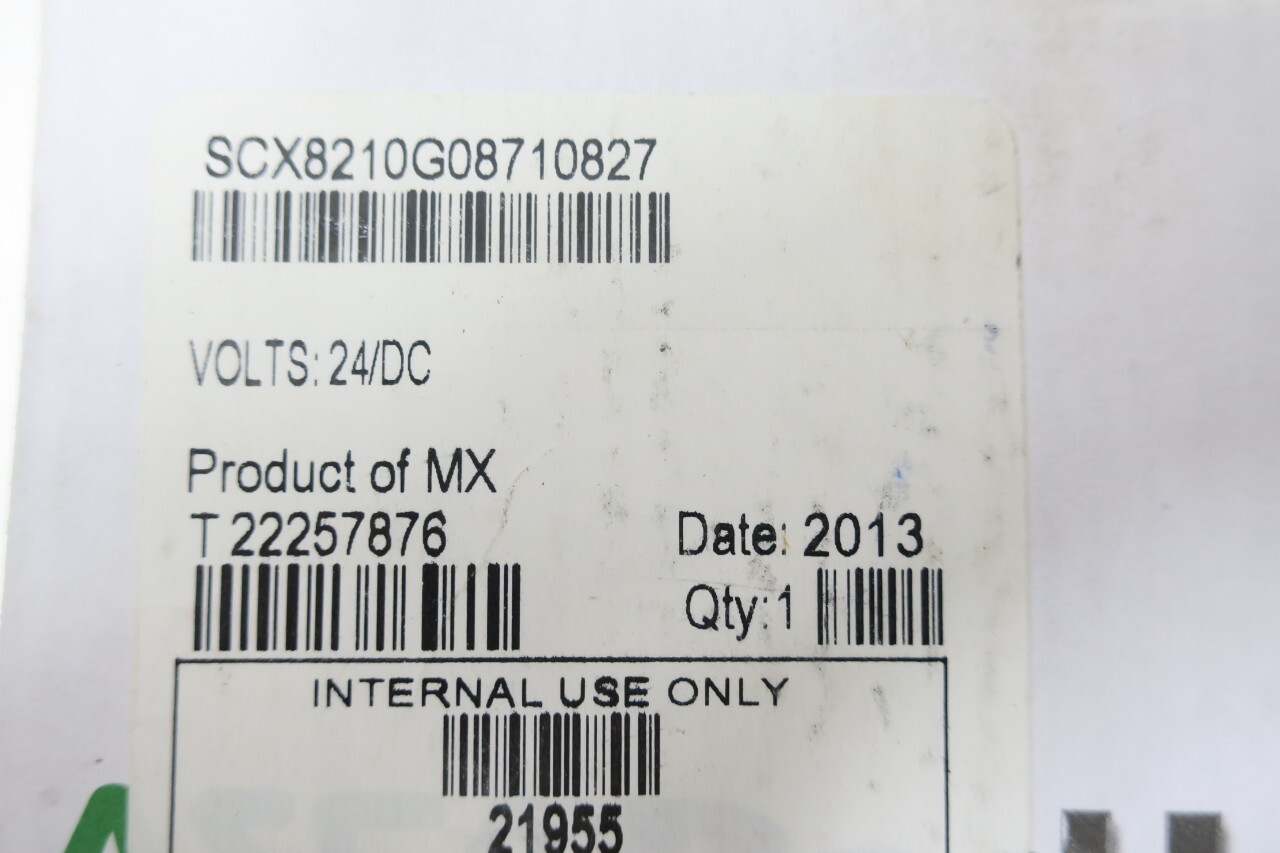 SCX8210G08710827
VOLTS: 24/DC
Product of MX
T 22257876
Date: 2013
Qty: 1
INTERNAL USE ONLY
21955